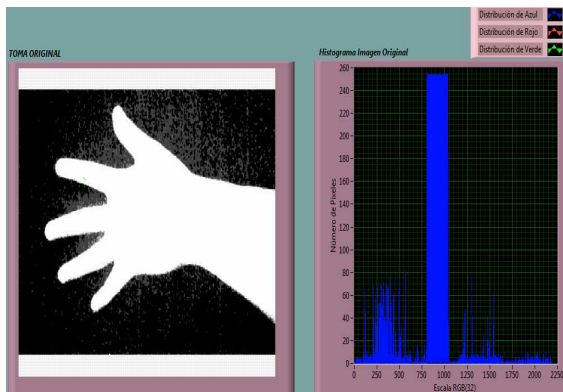 Distribución de Azul
Distribución de Rojo
Distribución de Verde
TOMA ORIGINAL
Histograma Imagen Original
260
240
220
200
180
160
140
120
100
80
60
40
20
0
Número de Pixeles
0 250 500 750 1000 1250 1500 1750 2000 2250
Escala RGB(32)